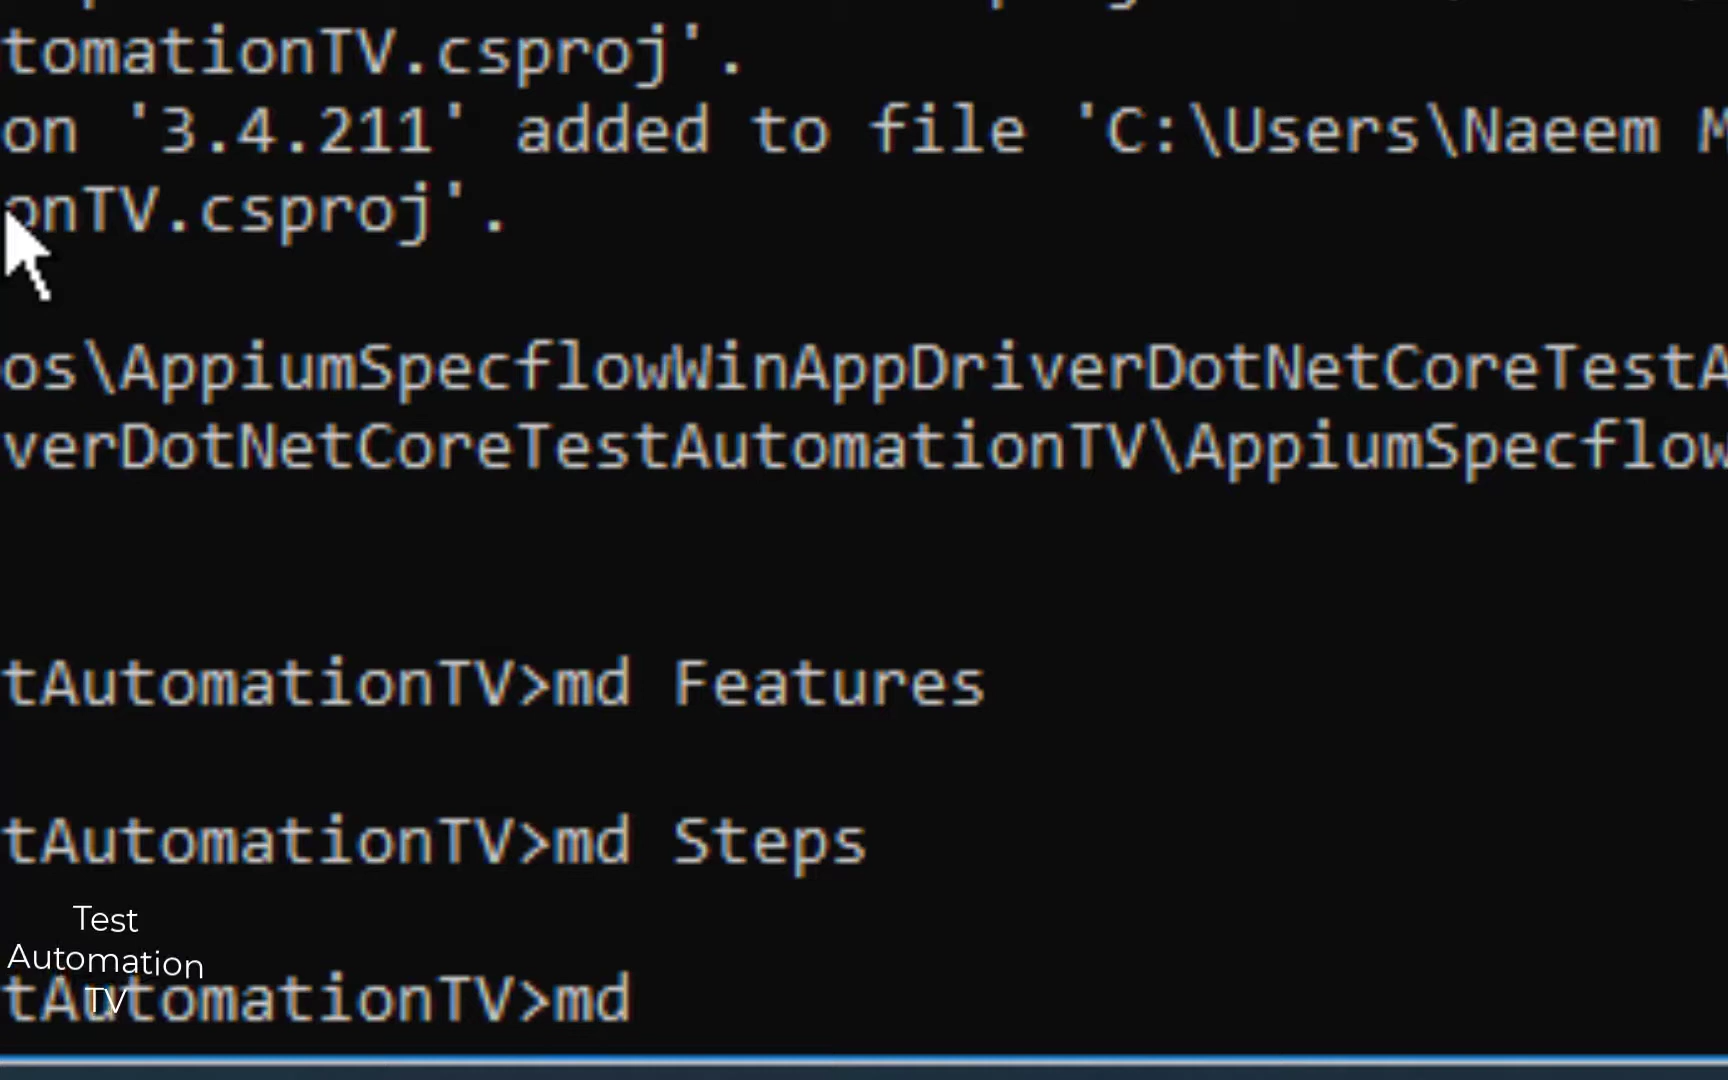 tomationTV.csproj'.
on '3.4.211' added to file 'C:\Users\Naeem M
onTV.csproj'.
os\AppiumSpecflowWinAppDriverDotNetCoreTestA
verDotNetCoreTestAutomationTV\AppiumSpecflow
tAutomationTV>md Features
tAutomationTV>md Steps
Test
Automation
TV
tAutomationTV>md